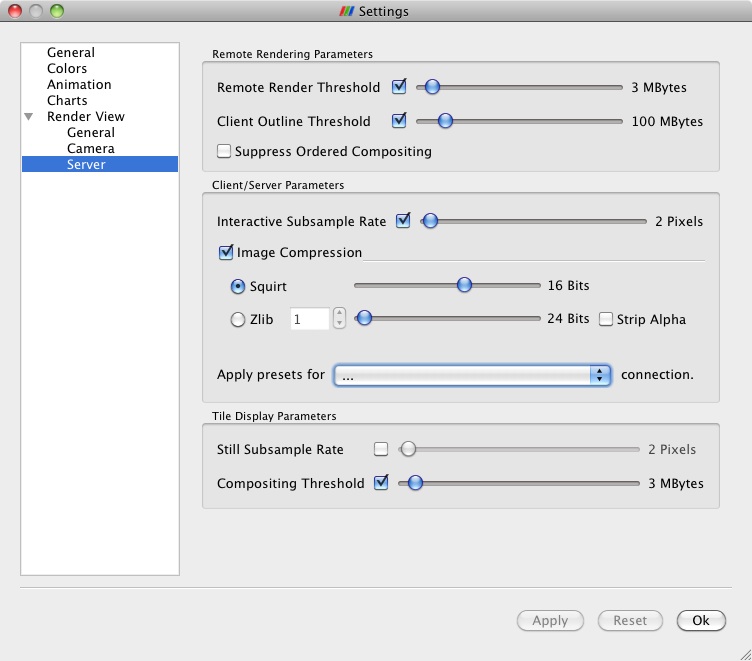 Settings
General
Colors
Animation
Charts
Render View
General
Camera
Server
Remote Rendering Parameters
Remote Render Threshold 3 MBytes
Client Outline Threshold 100 MBytes
Suppress Ordered Compositing
Client/Server Parameters
Interactive Subsample Rate 2 Pixels
Image Compression
Squirt 16 Bits
Zlib 1 24 Bits Strip Alpha
Apply presets for ... connection.
Tile Display Parameters
Still Subsample Rate 2 Pixels
Compositing Threshold 3 MBytes
Apply Reset Ok